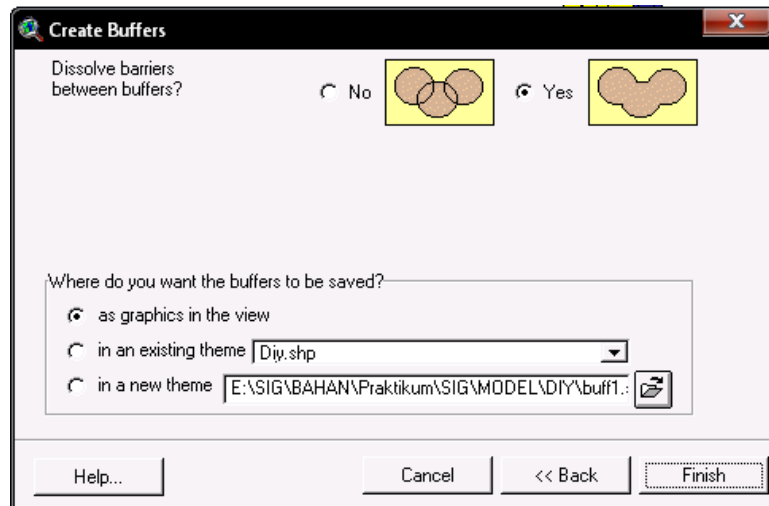 Create Buffers
Dissolve barriers
between buffers?
No
Yes
Where do you want the buffers to be saved?
as graphics in the view
in an existing theme Diy.shp
in a new theme E:\SIG\BAHAN\Praktikum\SIG\MODEL\DIY\buff1.
Help...
Cancel
<< Back
Finish